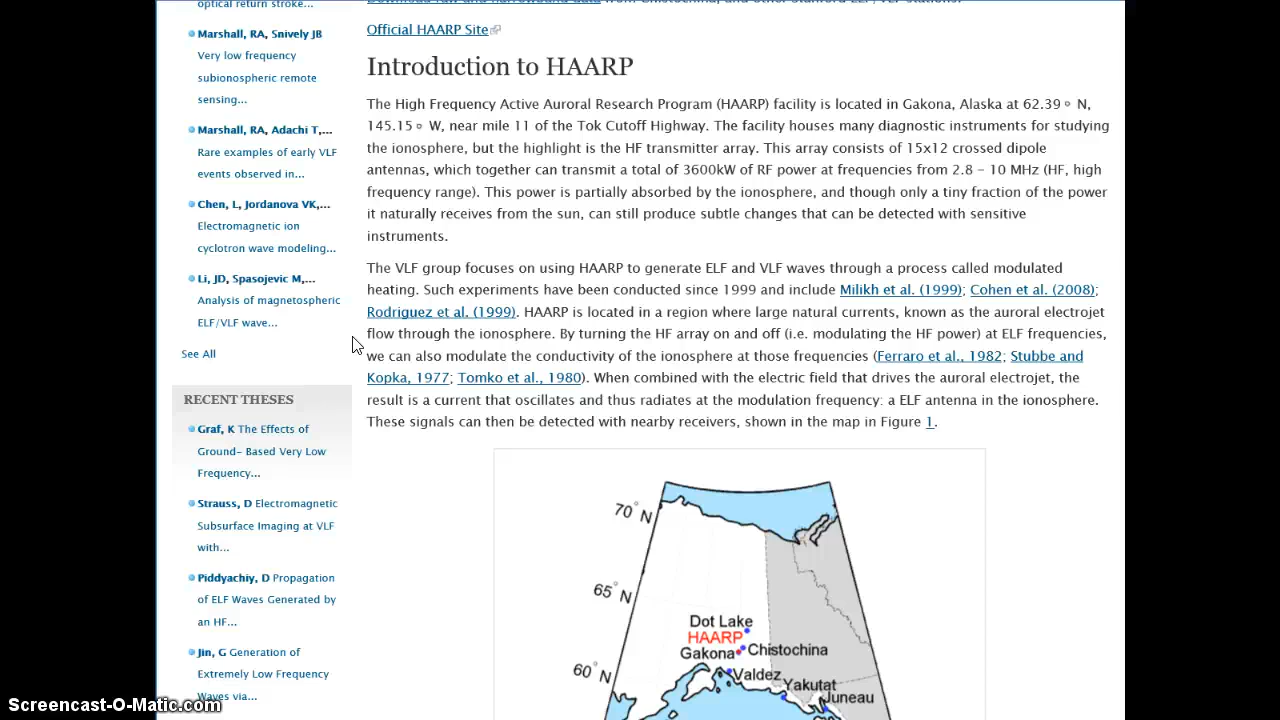 optical return stroke...
Marshall, RA, Snively JB
Very low frequency
subionospheric remote
sensing...
Marshall, RA, Adachi T,...
Rare examples of early VLF
events observed in...
Chen, L, Jordanova VK,...
Electromagnetic ion
cyclotron wave modeling...
Li, JD, Spasojevic M,...
Analysis of magnetospheric
ELF/VLF wave...
See All
RECENT THESES
Graf, K The Effects of
Ground- Based Very Low
Frequency...
Strauss, D Electromagnetic
Subsurface Imaging at VLF
with...
Piddyachiy, D Propagation
of ELF Waves Generated by
an HF...
Jin, G Generation of
Extremely Low Frequency
Waves via...
Official HAARP Site
Introduction to HAARP
The High Frequency Active Auroral Research Program (HAARP) facility is located in Gakona, Alaska at 62.39° N,
145.15° W, near mile 11 of the Tok Cutoff Highway. The facility houses many diagnostic instruments for studying
the ionosphere, but the highlight is the HF transmitter array. This array consists of 15x12 crossed dipole
antennas, which together can transmit a total of 3600kW of RF power at frequencies from 2.8 - 10 MHz (HF, high
frequency range). This power is partially absorbed by the ionosphere, and though only a tiny fraction of the power
it naturally receives from the sun, can still produce subtle changes that can be detected with sensitive
instruments.
The VLF group focuses on using HAARP to generate ELF and VLF waves through a process called modulated
heating. Such experiments have been conducted since 1999 and include Milikh et al. (1999); Cohen et al. (2008);
Rodriguez et al. (1999). HAARP is located in a region where large natural currents, known as the auroral electrojet
flow through the ionosphere. By turning the HF array on and off (i.e. modulating the HF power) at ELF frequencies,
we can also modulate the conductivity of the ionosphere at those frequencies (Ferraro et al., 1982; Stubbe and
Kopka, 1977; Tomko et al., 1980). When combined with the electric field that drives the auroral electrojet, the
result is a current that oscillates and thus radiates at the modulation frequency: a ELF antenna in the ionosphere.
These signals can then be detected with nearby receivers, shown in the map in Figure 1.
70° N
65° N
Dot Lake
HAARP
Gakona
Chistochina
60° N
Valdez
Yakutat
Juneau
Screencast-O-Matic.com